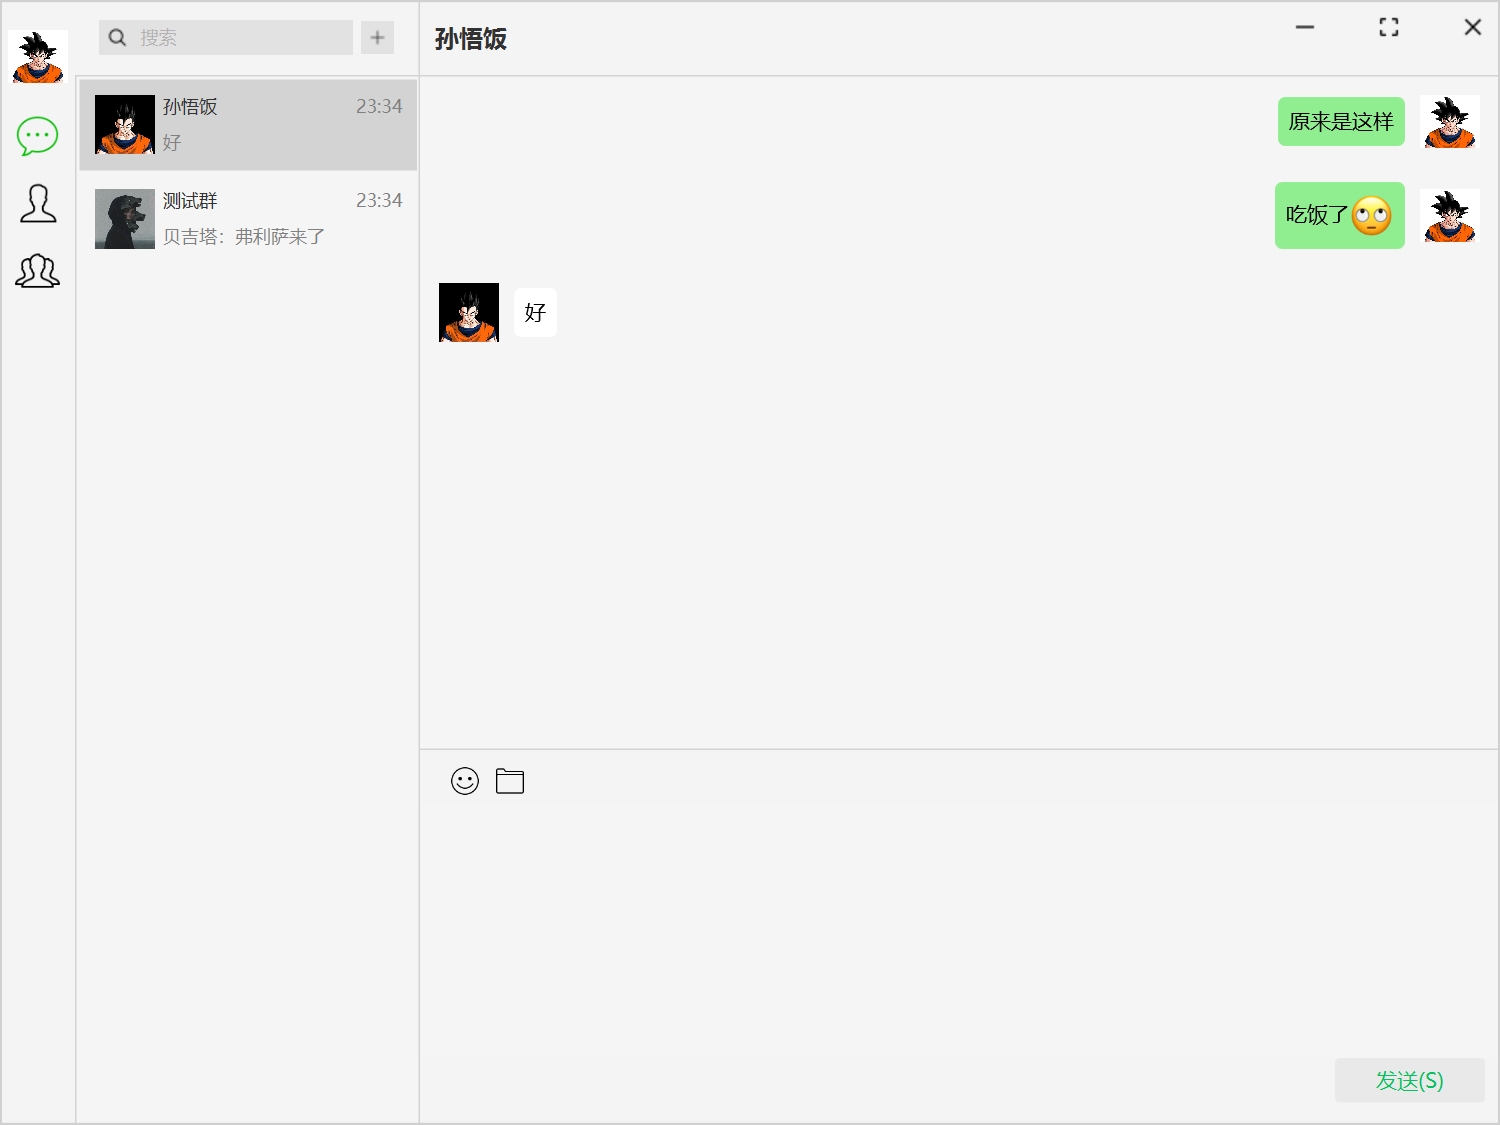 搜索
孙悟饭
孙悟饭 23:34
好
测试群 23:34
贝吉塔：弗利萨来了
原来是这样
吃饭了🙄
好
发送(S)